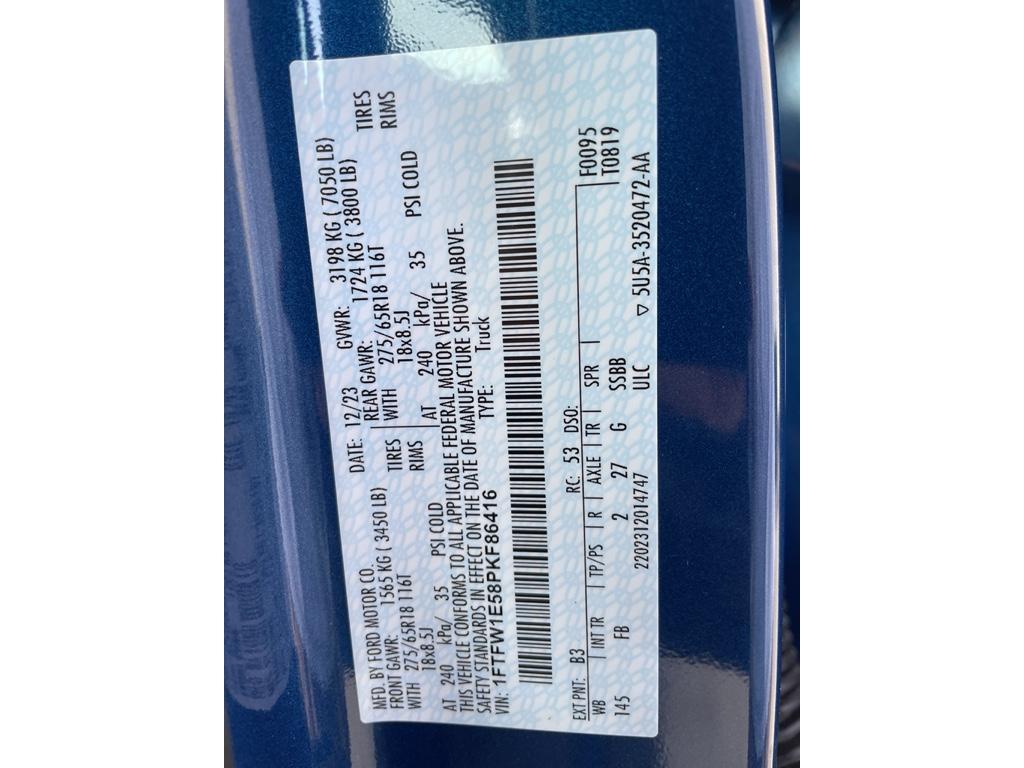 MFD. BY FORD MOTOR CO. DATE: 12/23 GVWR: 3198 KG ( 7050 LB)
FRONT GAWR: 1565 KG ( 3450 LB) REAR GAWR: 1724 KG ( 3800 LB)
WITH 275/65R18 116T TIRES WITH 275/65R18 116T TIRES
18x8.5J RIMS 18x8.5J RIMS
AT 240 kPa/ 35 PSI COLD AT 240 kPa/ 35 PSI COLD
THIS VEHICLE CONFORMS TO ALL APPLICABLE FEDERAL MOTOR VEHICLE
SAFETY STANDARDS IN EFFECT ON THE DATE OF MANUFACTURE SHOWN ABOVE.
VIN: 1FTFW1E58PKF86416 TYPE: Truck
EXT PNT: B3 RC: 53 DSO: F0095
WB | INT TR | TP/PS | R | AXLE | TR | SPR | T0819
145 FB 2 27 G SSBB
2202312014747 ULC ▽ 5U5A-3520472-AA